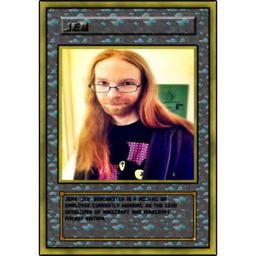 JEB
JENS "JEB" BERGENSTEN IS A MOJANG AB
EMPLOYEE CURRENTLY WORKING AS THE LEAD
DEVELOPER OF MINECRAFT AND MINECRAFT
POCKET EDITION.